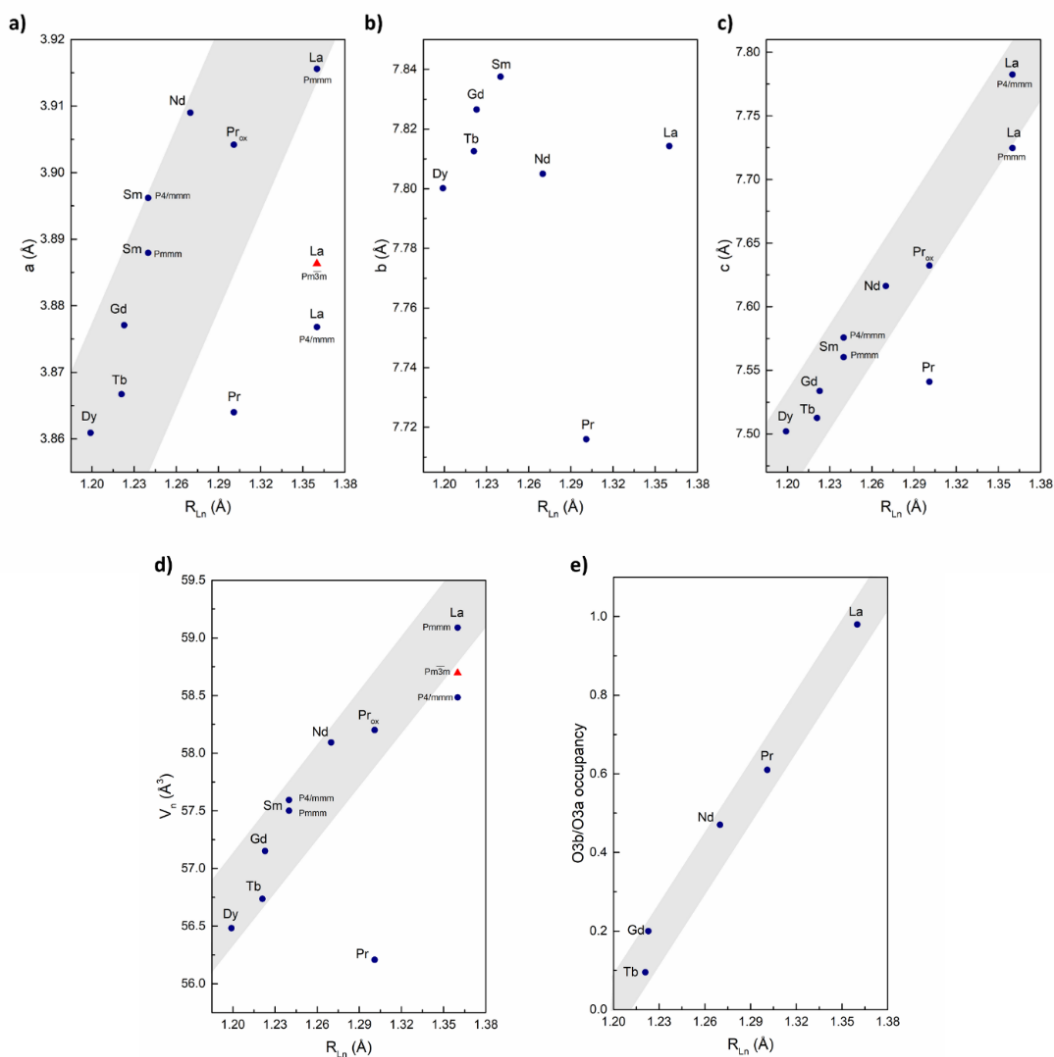 a)
3.92
3.91
3.90
3.89
3.88
3.87
3.86
a (Å)
La
Pmmm
Nd
Pr_ox
Sm P4/mmm
Sm Pmmm
La
Pm3̅m
La
P4/mmm
Gd
Tb
Pr
Dy
1.20 1.23 1.26 1.29 1.32 1.35 1.38
R_Ln (Å)
b)
7.84
7.82
7.80
7.78
7.76
7.74
7.72
b (Å)
Sm
Gd
Tb
La
Nd
Dy
Pr
1.20 1.23 1.26 1.29 1.32 1.35 1.38
R_Ln (Å)
c)
7.80
7.75
7.70
7.65
7.60
7.55
7.50
c (Å)
La
P4/mmm
La
Pmmm
Pr_ox
Nd
P4/mmm
Sm
Pmmm
Pr
Gd
Tb
Dy
1.20 1.23 1.26 1.29 1.32 1.35 1.38
R_Ln (Å)
d)
59.5
59.0
58.5
58.0
57.5
57.0
56.5
56.0
V_n (Å³)
La
Pmmm
Pm3̅m
P4/mmm
Pr_ox
Nd
P4/mmm
Sm
Pmmm
Gd
Tb
Dy
Pr
1.20 1.23 1.26 1.29 1.32 1.35 1.38
R_Ln (Å)
e)
1.0
0.8
0.6
0.4
0.2
0.0
O3b/O3a occupancy
La
Pr
Nd
Gd
Tb
1.20 1.23 1.26 1.29 1.32 1.35 1.38
R_Ln (Å)